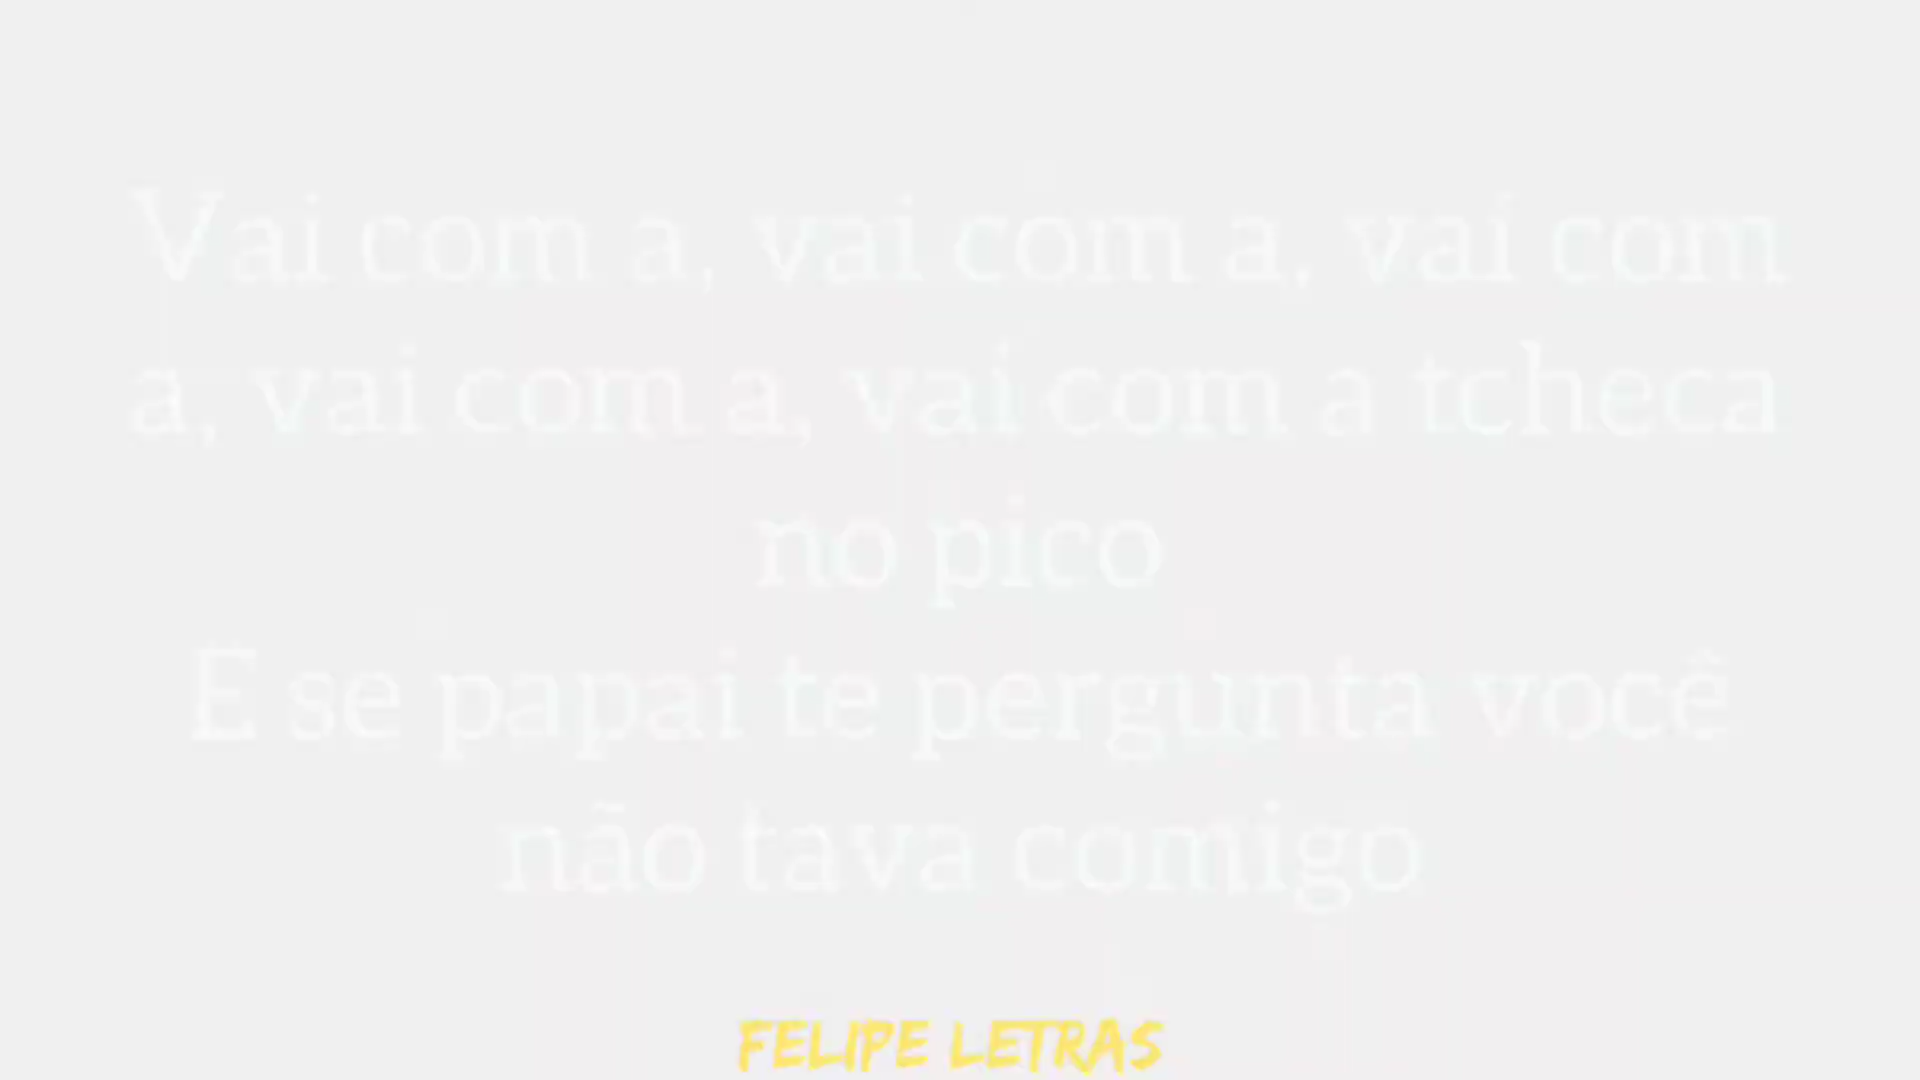 Vai com a, vai com a, vai com
a, vai com a, vai com a tcheca
no pico
E se papai te pergunta você
não tava comigo
FELIPE LETRAS